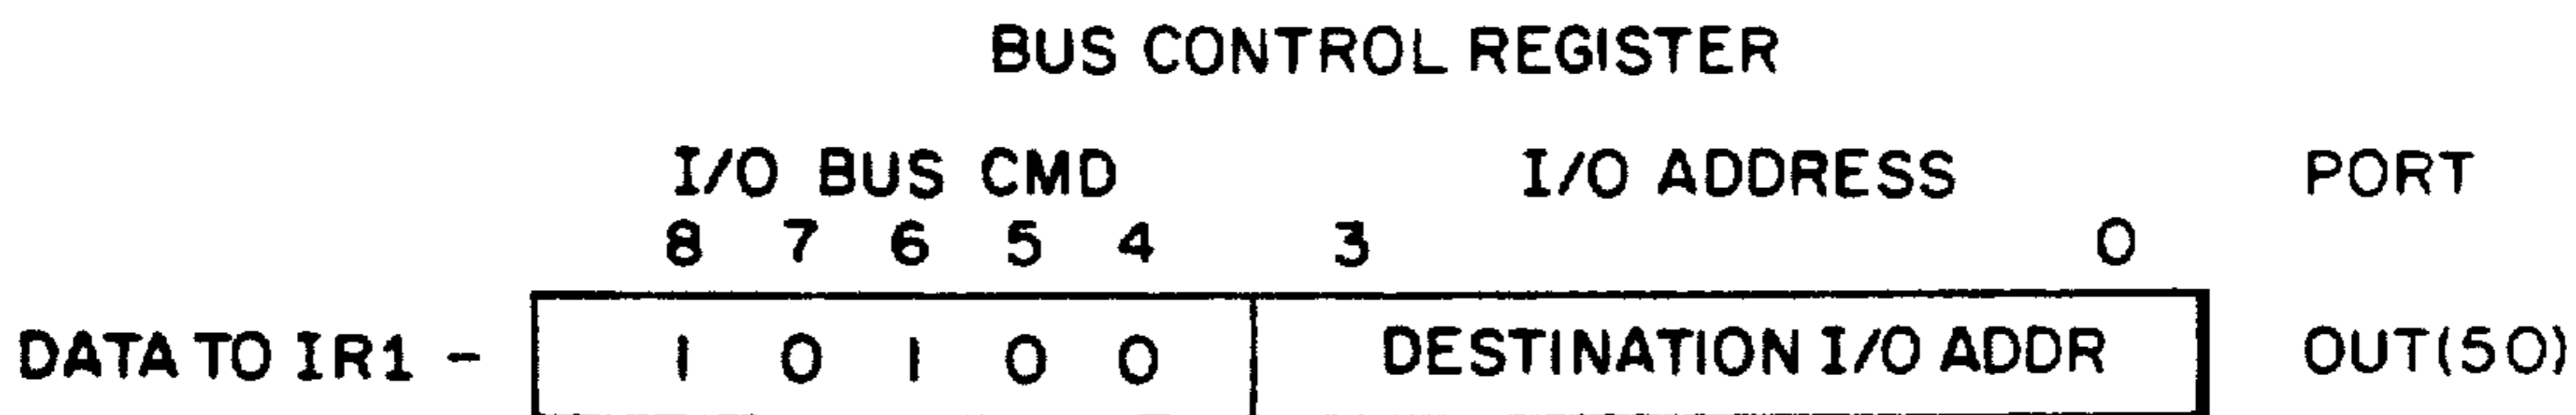 BUS CONTROL REGISTER
I/O BUS CMD I/O ADDRESS PORT
8 7 6 5 4 3 0
DATA TO IR1 - 1 0 1 0 0 DESTINATION I/O ADDR OUT(50)